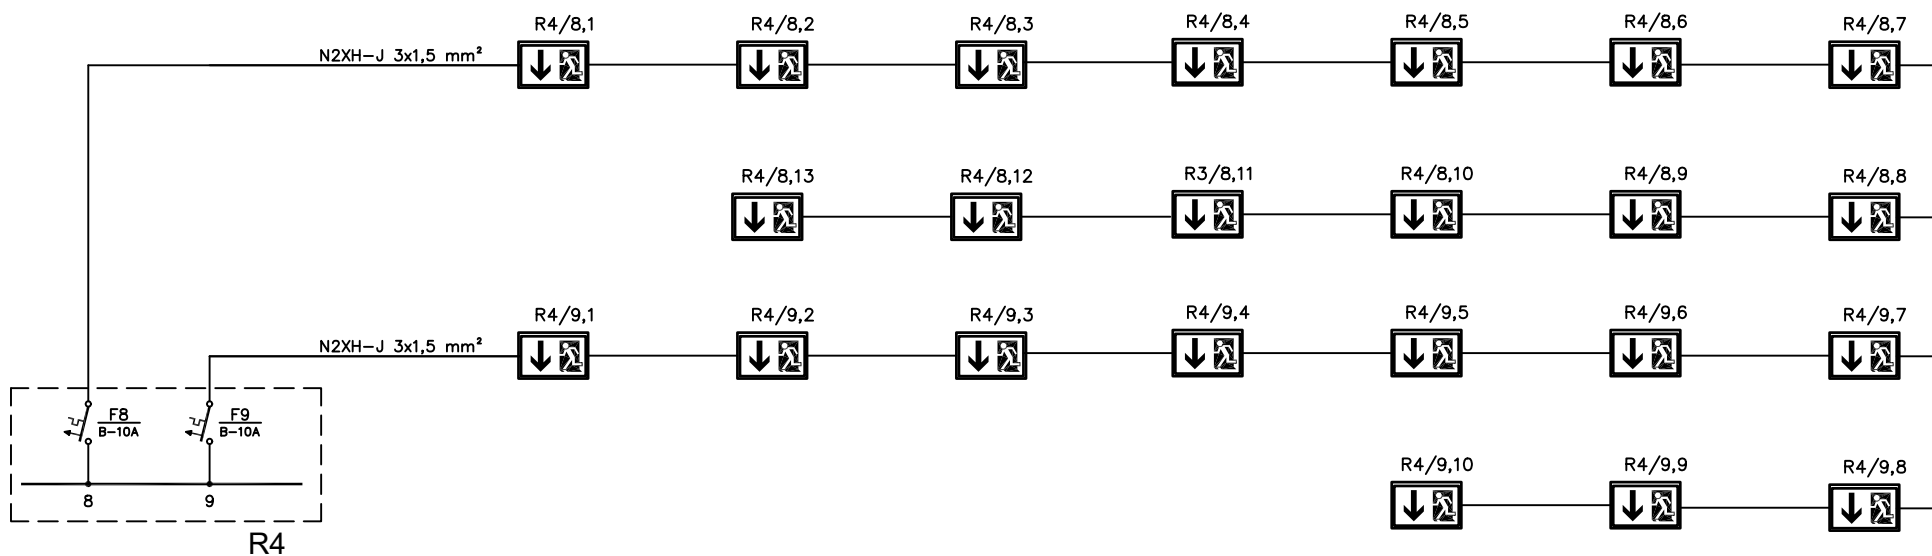 R4/8,1 R4/8,2 R4/8,3 R4/8,4 R4/8,5 R4/8,6 R4/8,7
N2XH-J 3x1,5 mm²
R4/8,13 R4/8,12 R3/8,11 R4/8,10 R4/8,9 R4/8,8
R4/9,1 R4/9,2 R4/9,3 R4/9,4 R4/9,5 R4/9,6 R4/9,7
N2XH-J 3x1,5 mm²
F8 F9
B-10A B-10A
R4/9,10 R4/9,9 R4/9,8
8 9
R4